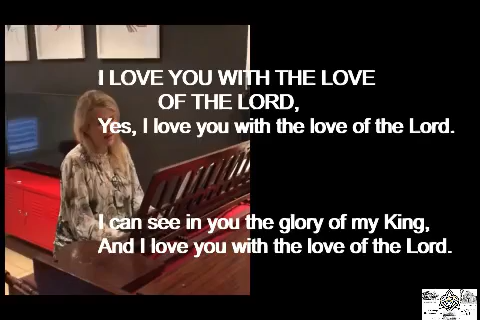 I LOVE YOU WITH THE LOVE
OF THE LORD,
Yes, I love you with the love of the Lord.
I can see in you the glory of my King,
And I love you with the love of the Lord.